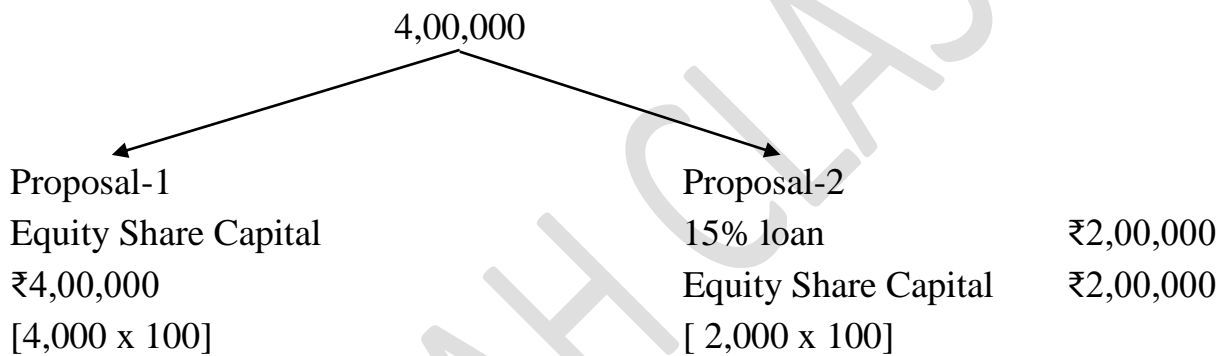 4,00,000
Proposal-1
Equity Share Capital
₹4,00,000
[4,000 x 100]
Proposal-2
15% loan ₹2,00,000
Equity Share Capital ₹2,00,000
[ 2,000 x 100]